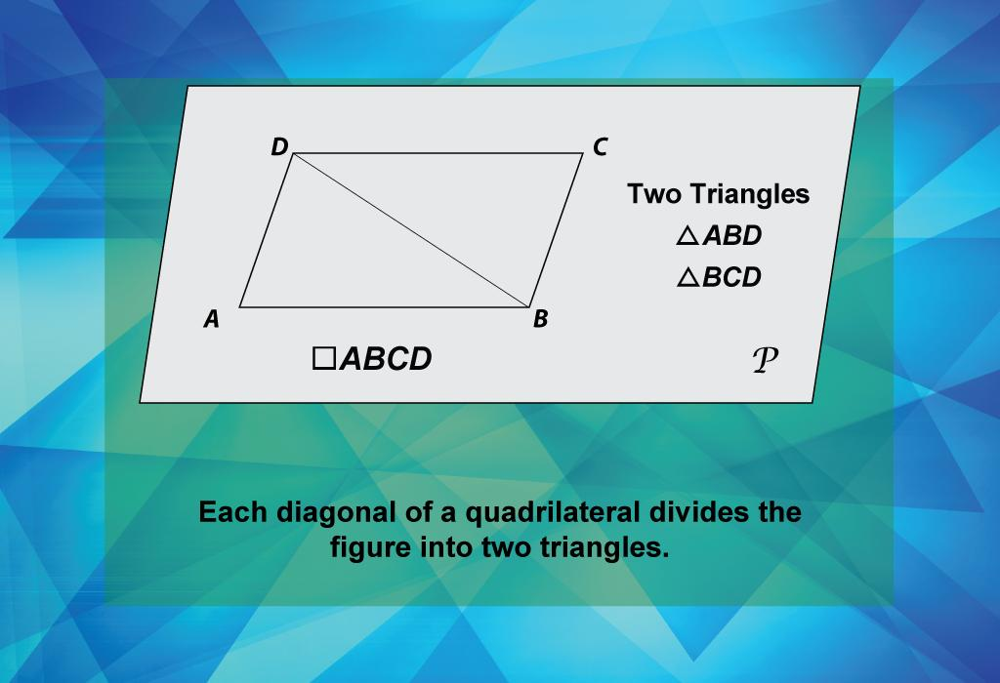 D
C
Two Triangles
△ABD
△BCD
A
B
□ABCD
𝒫
Each diagonal of a quadrilateral divides the
figure into two triangles.